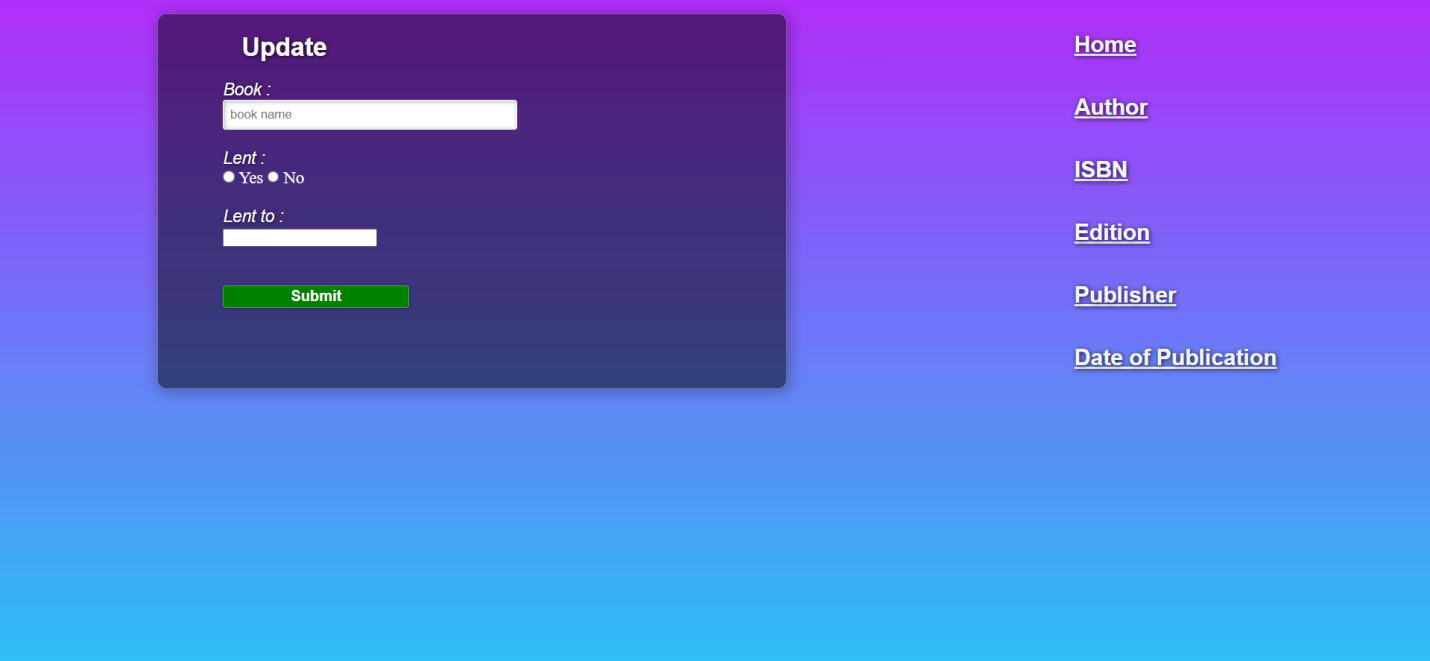 Update
Book :
book name
Lent :
Yes No
Lent to :
Submit
Home
Author
ISBN
Edition
Publisher
Date of Publication